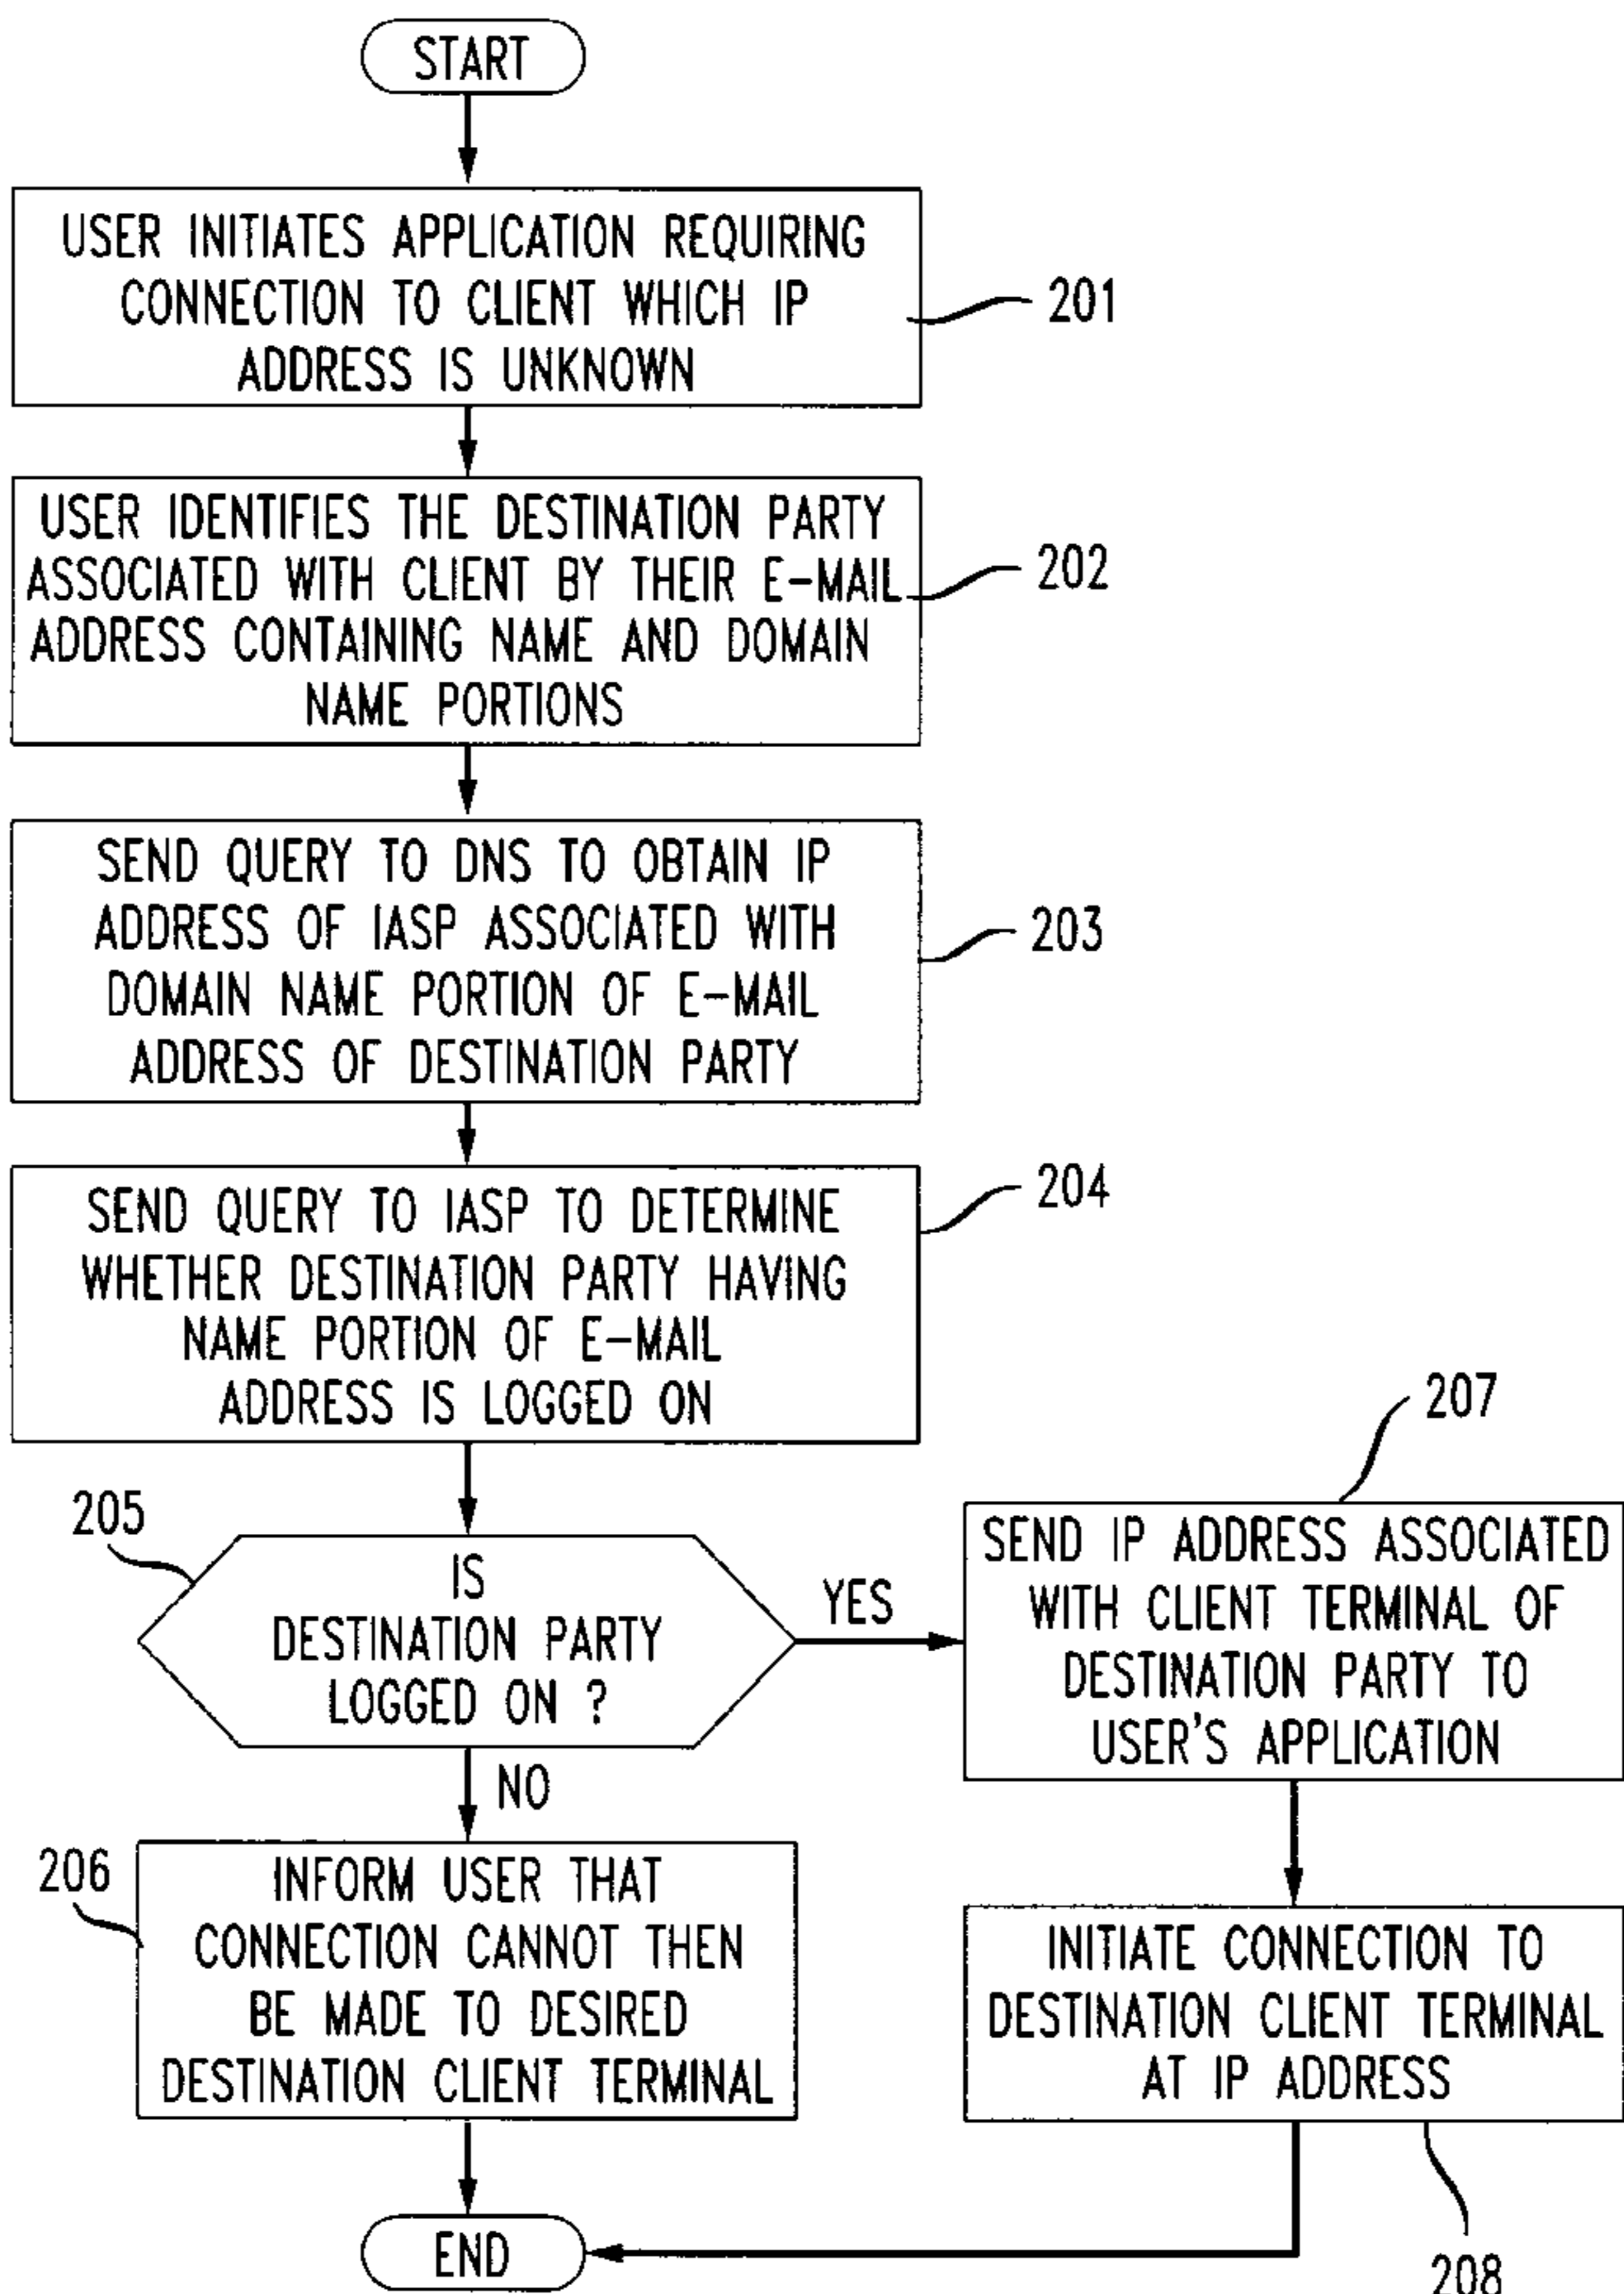 START
USER INITIATES APPLICATION REQUIRING
CONNECTION TO CLIENT WHICH IP
ADDRESS IS UNKNOWN
201
USER IDENTIFIES THE DESTINATION PARTY
ASSOCIATED WITH CLIENT BY THEIR E-MAIL
ADDRESS CONTAINING NAME AND DOMAIN
NAME PORTIONS
202
SEND QUERY TO DNS TO OBTAIN IP
ADDRESS OF IASP ASSOCIATED WITH
DOMAIN NAME PORTION OF E-MAIL
ADDRESS OF DESTINATION PARTY
203
SEND QUERY TO IASP TO DETERMINE
WHETHER DESTINATION PARTY HAVING
NAME PORTION OF E-MAIL
ADDRESS IS LOGGED ON
204
205
IS
DESTINATION PARTY
LOGGED ON ?
YES
NO
207
SEND IP ADDRESS ASSOCIATED
WITH CLIENT TERMINAL OF
DESTINATION PARTY TO
USER'S APPLICATION
206
INFORM USER THAT
CONNECTION CANNOT THEN
BE MADE TO DESIRED
DESTINATION CLIENT TERMINAL
INITIATE CONNECTION TO
DESTINATION CLIENT TERMINAL
AT IP ADDRESS
208
END